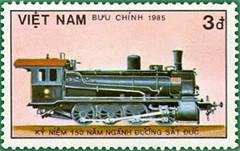 VIỆT NAM BƯU CHÍNH 1985 3đ
KỶ NIỆM 150 NĂM NGÀNH ĐƯỜNG SẮT ĐỨC